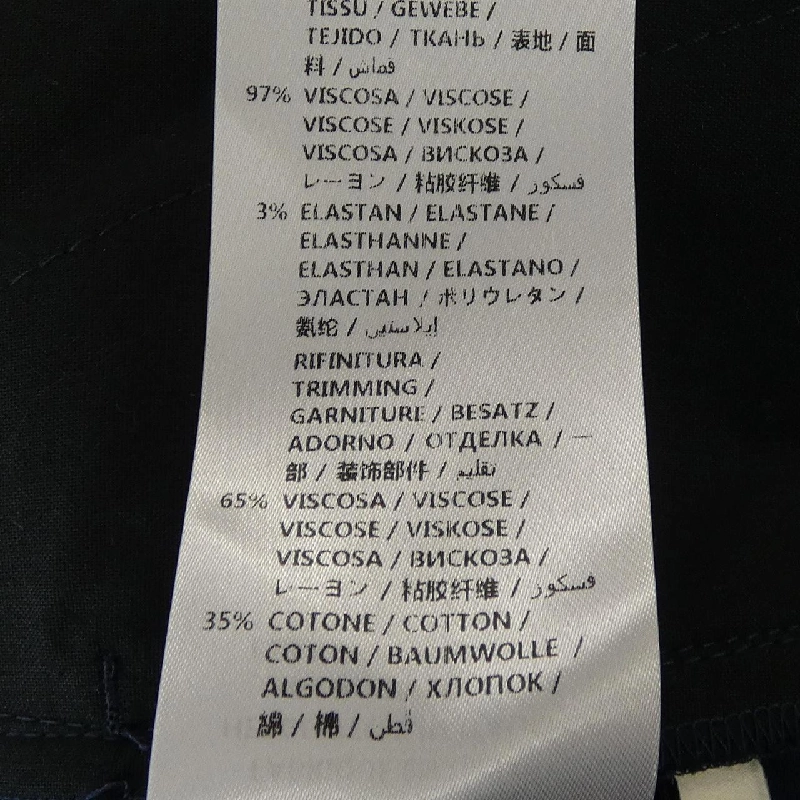 TISSU / GEWEBE /
TEJIDO / ТКАНЬ / 表地 / 面
料 / قماش
97% VISCOSA / VISCOSE /
VISCOSE / VISKOSE /
VISCOSA / ВИСКОЗА /
レーヨン / 粘胶纤维 / فسكوز
3% ELASTAN / ELASTANE /
ELASTHANNE /
ELASTHAN / ELASTANO /
ЭЛАСТАН / ポリウレタン /
氨纶 / إيلاستين
RIFINITURA /
TRIMMING /
GARNITURE / BESATZ /
ADORNO / ОТДЕЛКА / 一
部 / 装饰部件 / تقليم
65% VISCOSA / VISCOSE /
VISCOSE / VISKOSE /
VISCOSA / ВИСКОЗА /
レーヨン / 粘胶纤维 / فسكوز
35% COTONE / COTTON /
COTON / BAUMWOLLE /
ALGODON / ХЛОПОК /
綿 / 棉 / قطن